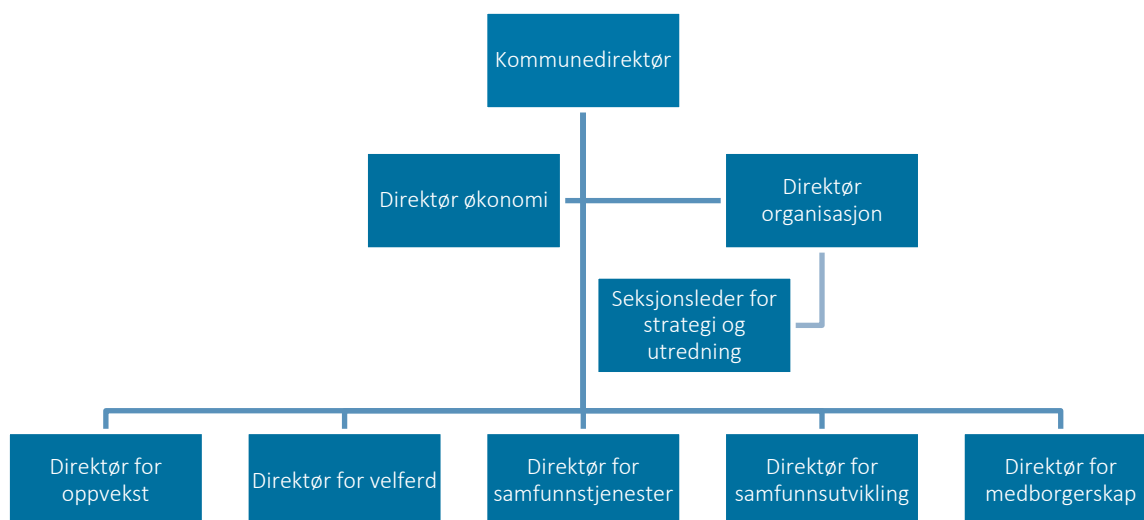 Kommunedirektør
Direktør økonomi
Direktør
organisasjon
Seksjonsleder for
strategi og
utredning
Direktør for
oppvekst
Direktør for velferd
Direktør for
samfunnstjenester
Direktør for
samfunnsutvikling
Direktør for
medborgerskap